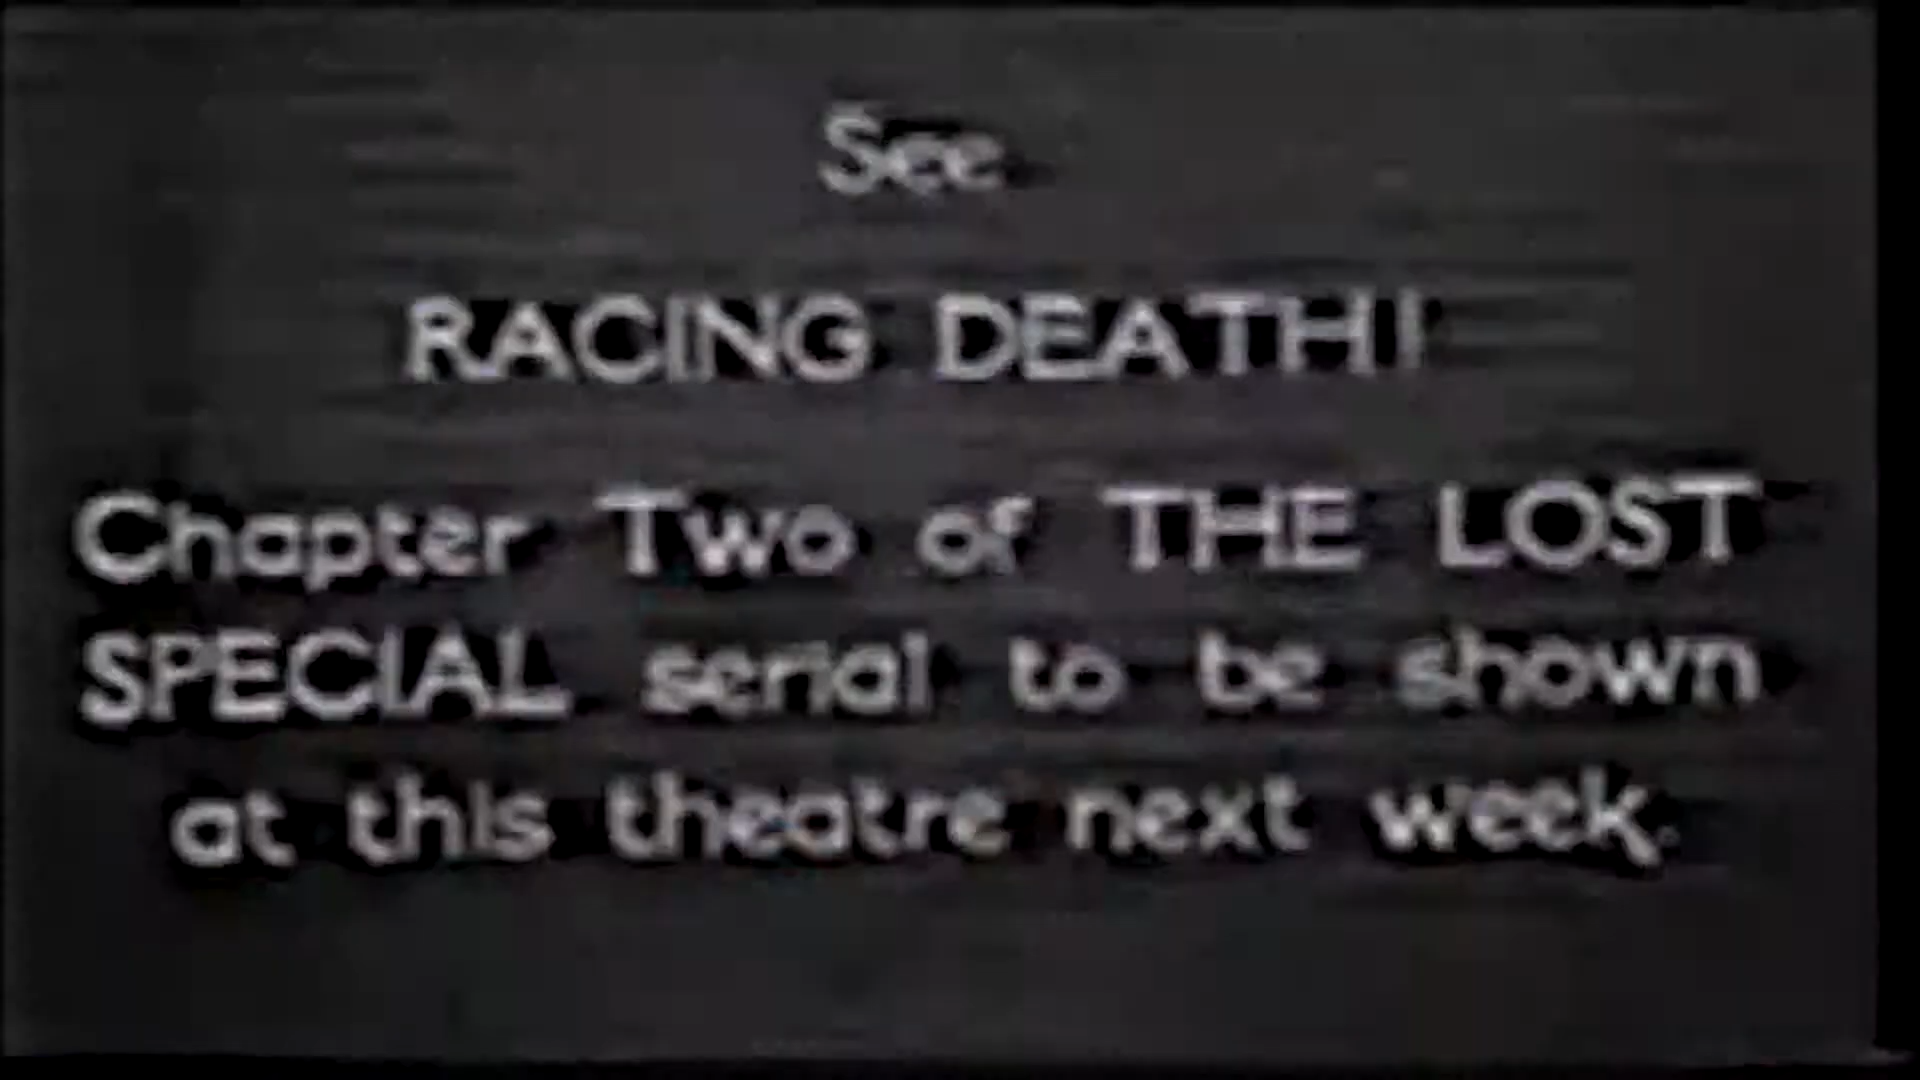 See
RACING DEATH!
Chapter Two of THE LOST
SPECIAL serial to be shown
at this theatre next week.